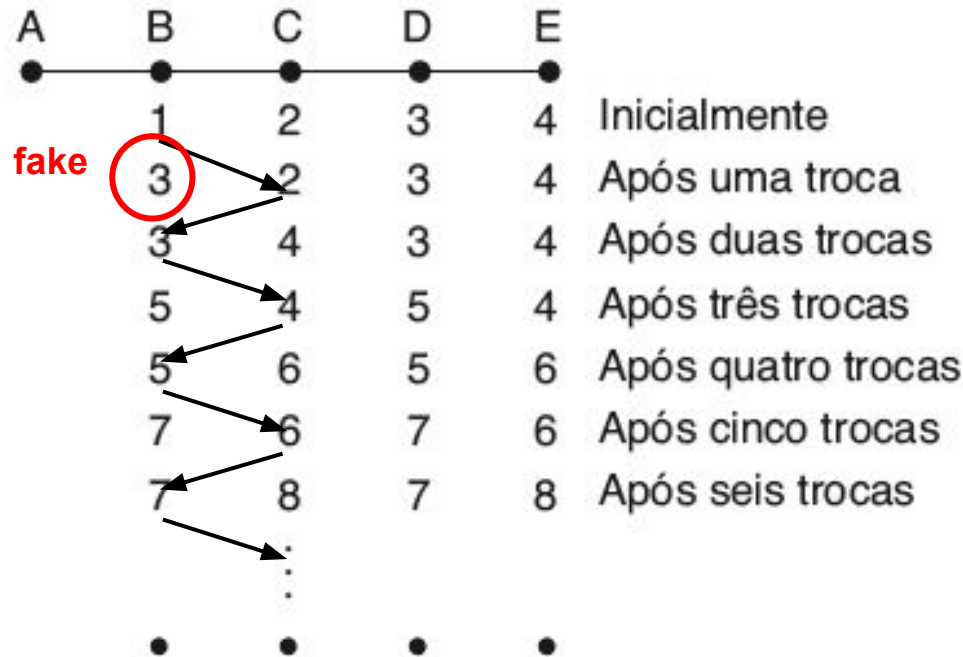 A B C D E
1 2 3 4 Inicialmente
fake
3 2 3 4 Após uma troca
3 4 3 4 Após duas trocas
5 4 5 4 Após três trocas
5 6 5 6 Após quatro trocas
7 6 7 6 Após cinco trocas
7 8 7 8 Após seis trocas